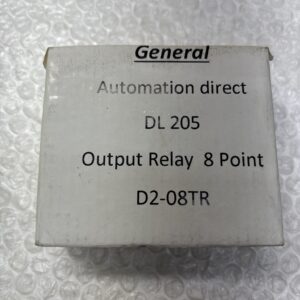 General
Automation direct
DL 205
Output Relay 8 Point
D2-08TR